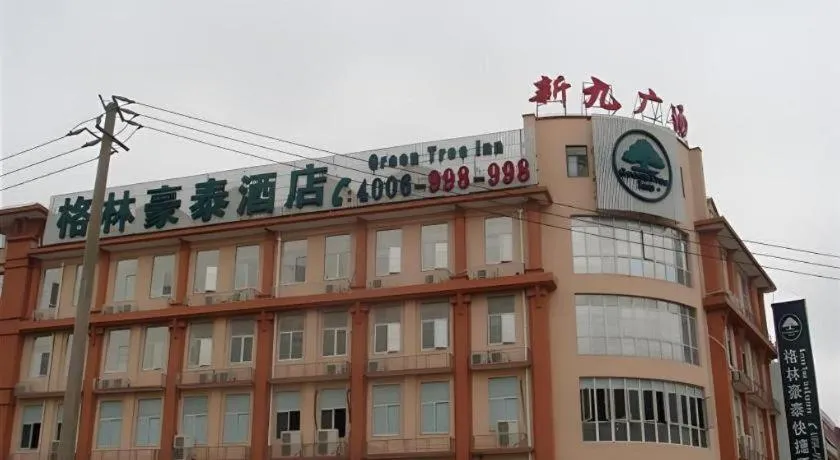 新九广场
Green Tree Inn
格林豪泰酒店 4006-998-998
格林豪泰快捷